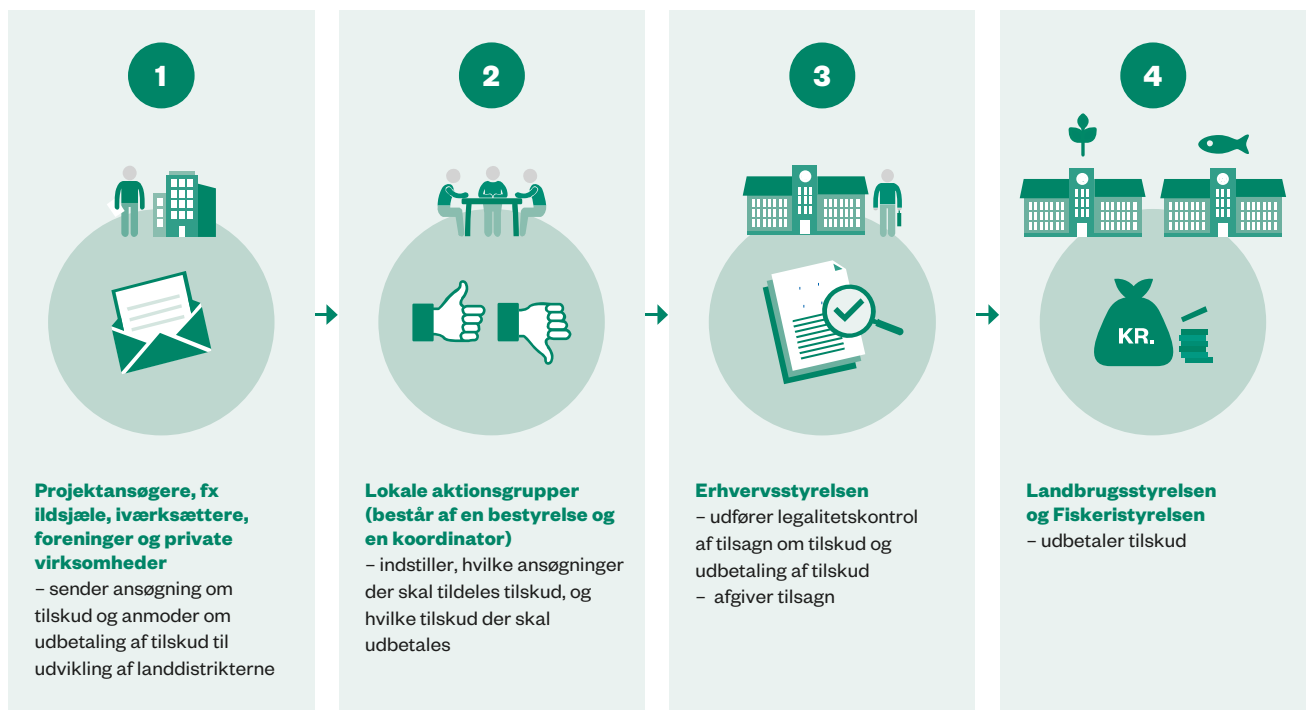 1
Projektansøgere, fx
ildsjæle, iværksættere,
foreninger og private
virksomheder
– sender ansøgning om
tilskud og anmoder om
udbetaling af tilskud til
udvikling af landdistrikterne
2
Lokale aktionsgrupper
(består af en bestyrelse og
en koordinator)
– indstiller, hvilke ansøgninger
der skal tildeles tilskud, og
hvilke tilskud der skal
udbetales
3
Erhvervsstyrelsen
– udfører legalitetskontrol
af tilsagn om tilskud og
udbetaling af tilskud
– afgiver tilsagn
4
KR.
Landbrugsstyrelsen
og Fiskeristyrelsen
– udbetaler tilskud